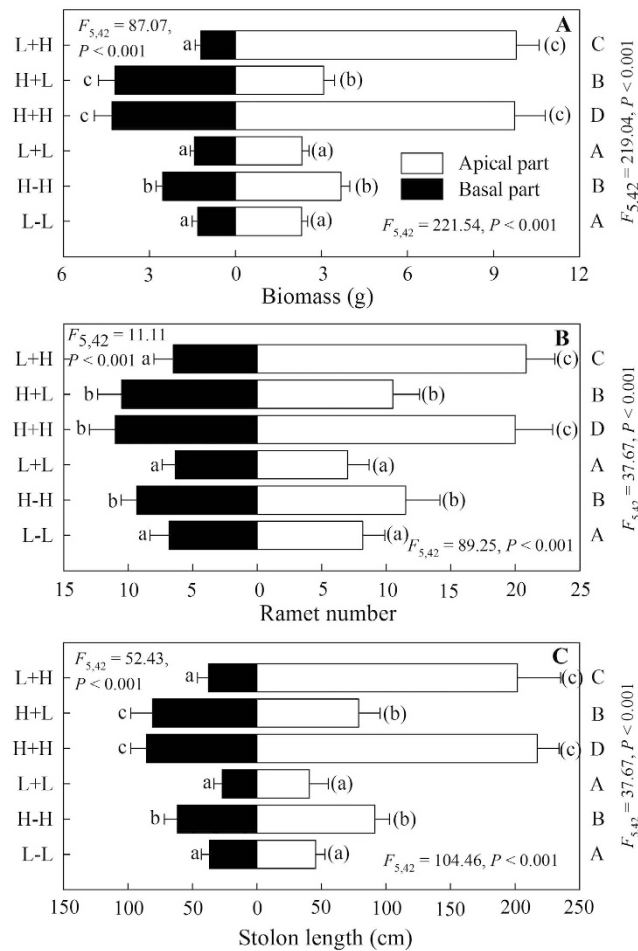 F5,42 = 87.07,
P < 0.001
A
L+H a (c) C
H+L c (b) B
H+H c (c) D
L+L a (a) A
H-H b (b) B
L-L a (a) A
Apical part
Basal part
F5,42 = 221.54, P < 0.001
F5,42 = 219.04, P < 0.001
6 3 0 3 6 9 12
Biomass (g)
F5,42 = 11.11
P < 0.001
B
L+H a (c) C
H+L b (b) B
H+H b (c) D
L+L a (a) A
H-H b (b) B
L-L a (a) A
F5,42 = 89.25, P < 0.001
F5,42 = 37.67, P < 0.001
15 10 5 0 5 10 15 20 25
Ramet number
F5,42 = 52.43,
P < 0.001
C
L+H a (c) C
H+L c (b) B
H+H c (c) D
L+L a (a) A
H-H b (b) B
L-L a (a) A
F5,42 = 104.46, P < 0.001
F5,42 = 37.67, P < 0.001
150 100 50 0 50 100 150 200 250
Stolon length (cm)